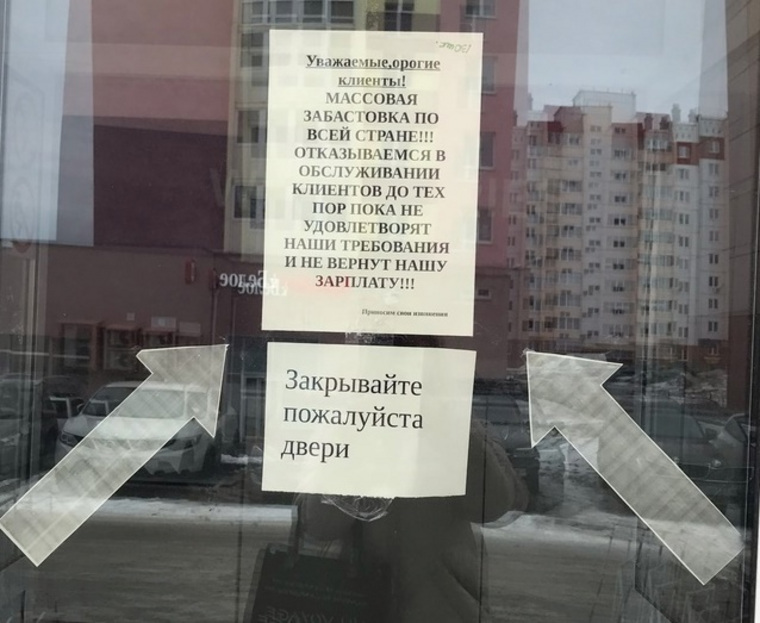 Уважаемые,орогие
клиенты!
МАССОВАЯ
ЗАБАСТОВКА ПО
ВСЕЙ СТРАНЕ!!!
ОТКАЗЫВАЕМСЯ В
ОБСЛУЖИВАНИИ
КЛИЕНТОВ ДО ТЕХ
ПОР ПОКА НЕ
УДОВЛЕТВОРЯТ
НАШИ ТРЕБОВАНИЯ
И НЕ ВЕРНУТ НАШУ
ЗАРПЛАТУ!!!
Приносим свои извинения
Закрывайте
пожалуйста
двери